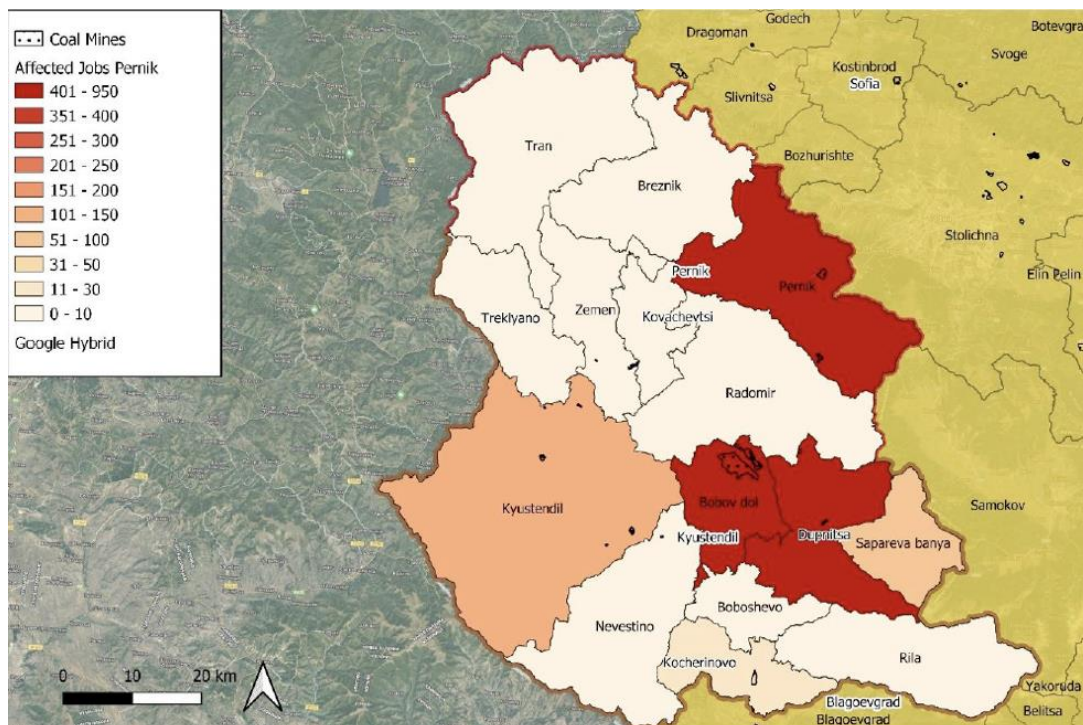 Coal Mines
Affected Jobs Pernik
401 - 950
351 - 400
251 - 300
201 - 250
151 - 200
101 - 150
51 - 100
31 - 50
11 - 30
0 - 10
Google Hybrid
Godech
Botevgra
Dragoman
Svoge
Kostinbrod
Sofia
Slivnitsa
Bozhurishte
Tran
Breznik
Stolichna
Elin Pelin
Pernik
Pernik
Treklyano
Zemen
Kovachevtsi
Radomir
Kyustendil
Bobov dol
Kyustendil
Dupnitsa
Sapareva banya
Samokov
Nevestino
Boboshevo
Kocherinovo
Rila
Blagoevgrad
Blagoevgrad
Yakoruda
Belitsa
0 10 20 km